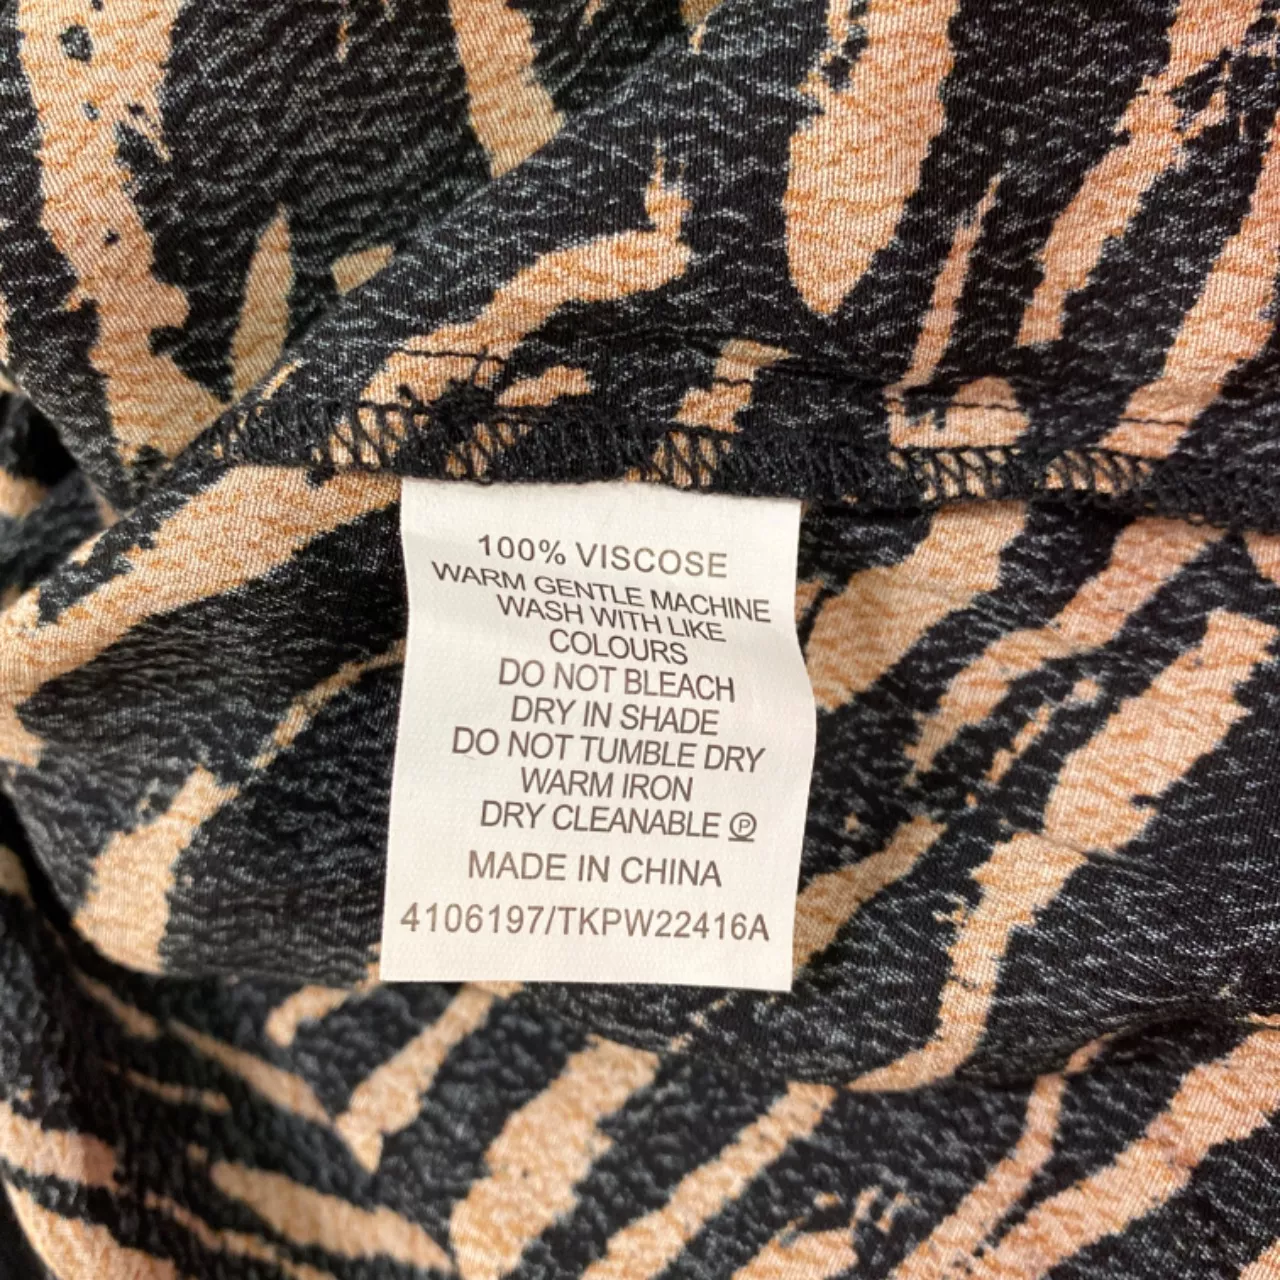 100% VISCOSE
WARM GENTLE MACHINE
WASH WITH LIKE
COLOURS
DO NOT BLEACH
DRY IN SHADE
DO NOT TUMBLE DRY
WARM IRON
DRY CLEANABLE Ⓟ
MADE IN CHINA
4106197/TKPW22416A